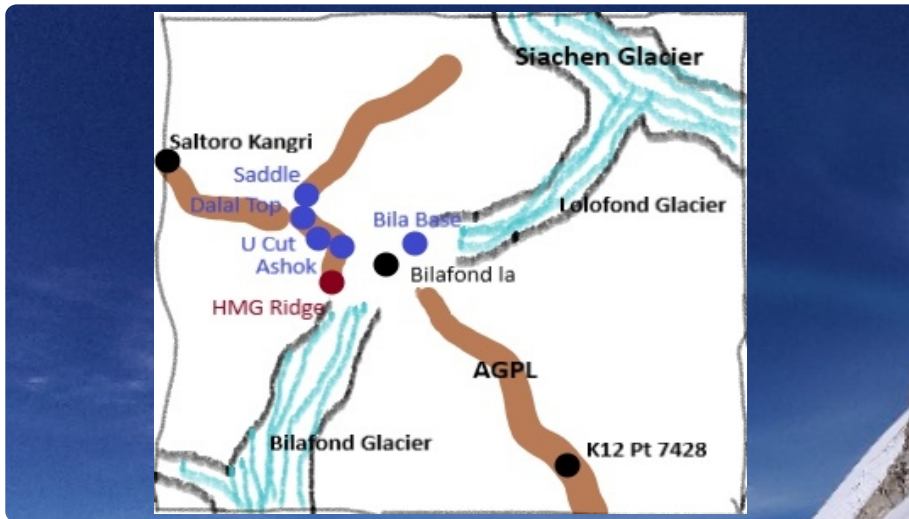 Siachen Glacier
Saltoro Kangri
Saddle
Dalal Top
Lolofond Glacier
Bila Base
U Cut
Ashok
Bilafond la
HMG Ridge
AGPL
Bilafond Glacier
K12 Pt 7428